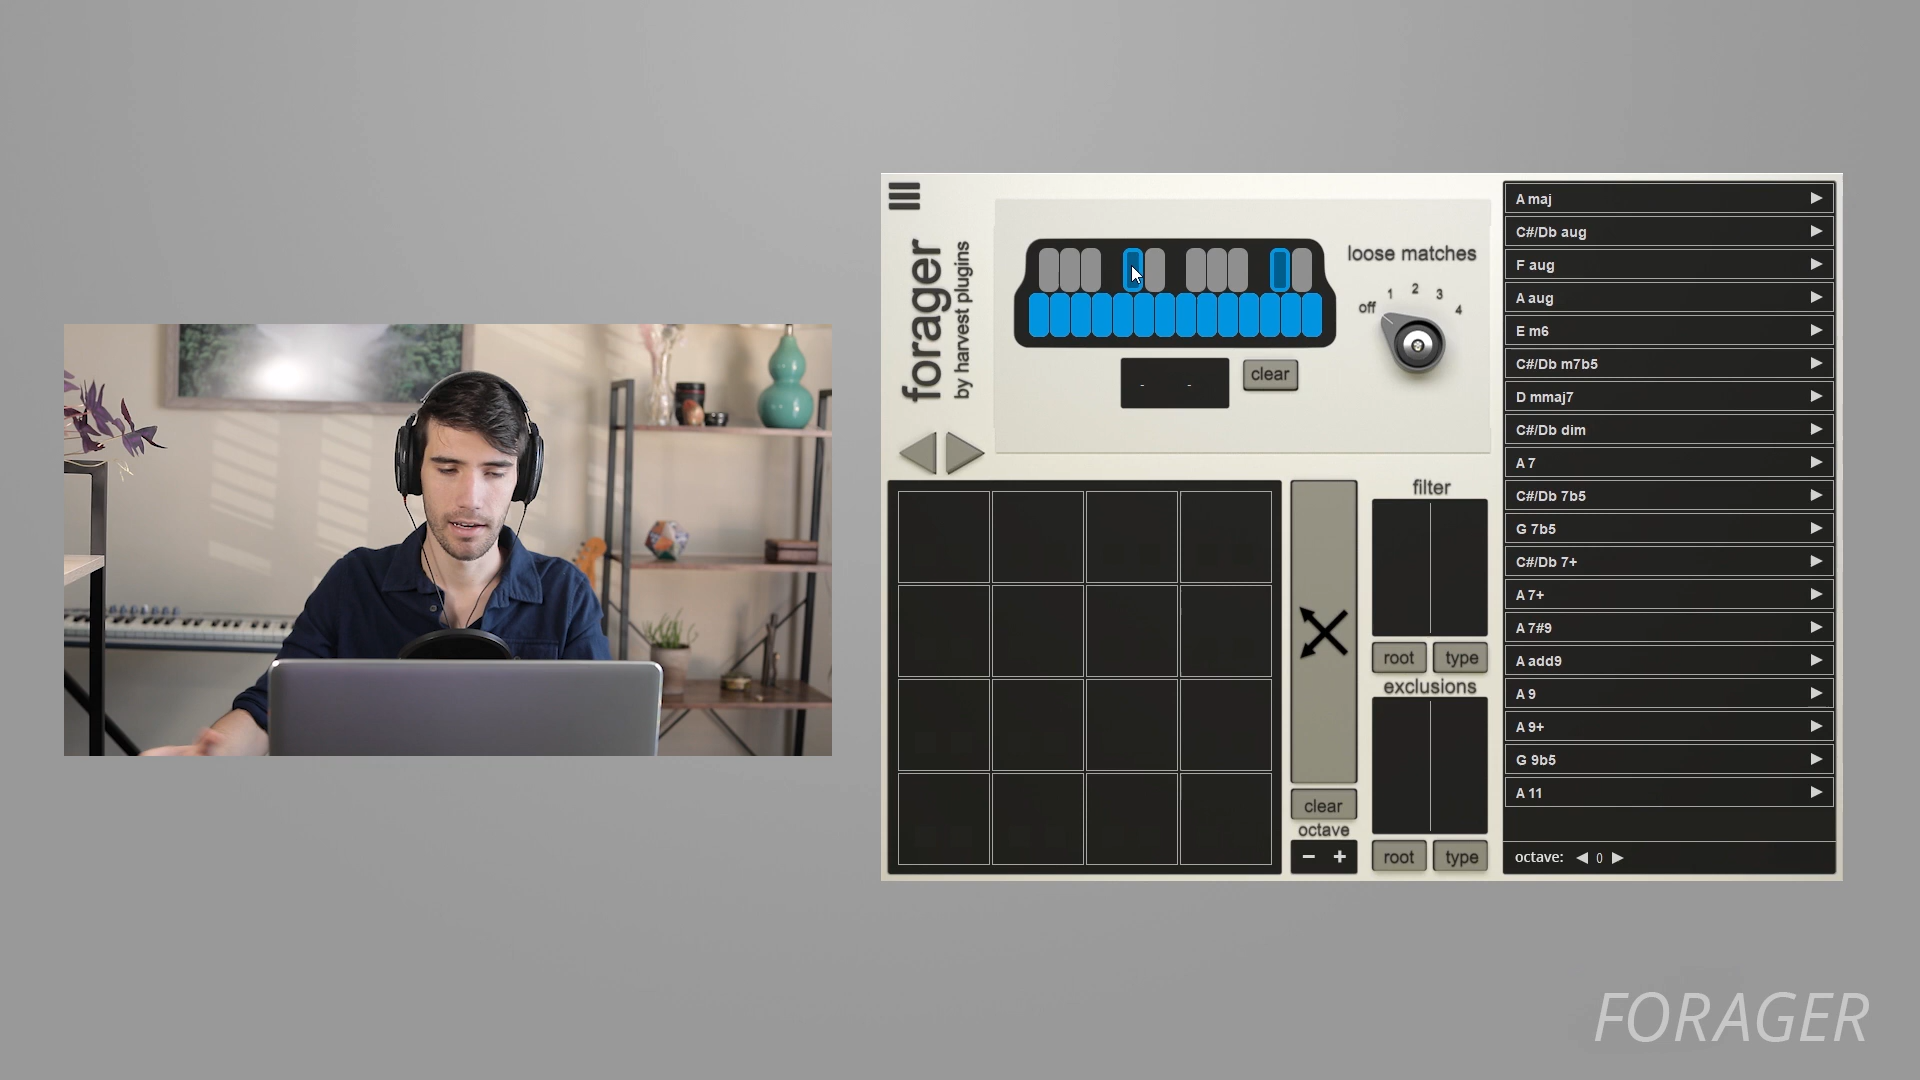 forager
by harvest plugins
loose matches
off
1
2
3
4
- -
clear
A maj
C#/Db aug
F aug
A aug
E m6
C#/Db m7b5
D mmaj7
C#/Db dim
A 7
C#/Db 7b5
G 7b5
C#/Db 7+
A 7+
A 7#9
A add9
A 9
A 9+
G 9b5
A 11
octave: 0
filter
root type
exclusions
root type
clear
octave
- +
FORAGER